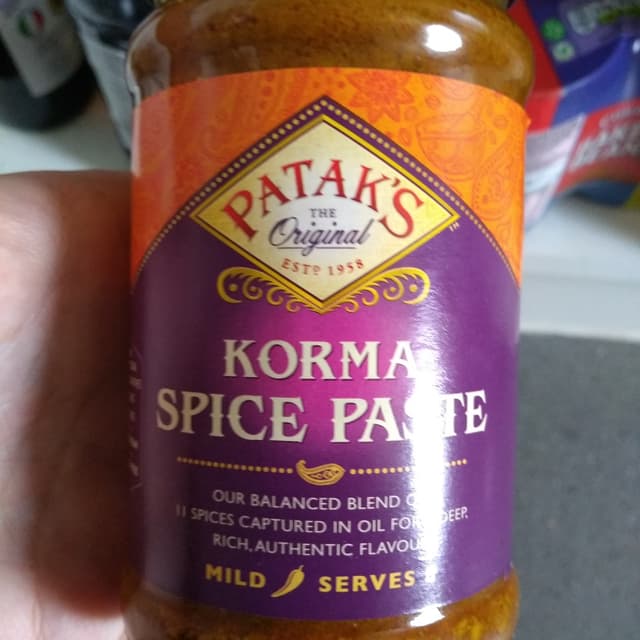 PATAK'S
THE
Original
ESTD 1958
KORMA
SPICE PASTE
OUR BALANCED BLEND
11 SPICES CAPTURED IN OIL FOR DEEP,
RICH, AUTHENTIC FLAVOU
MILD SERVES